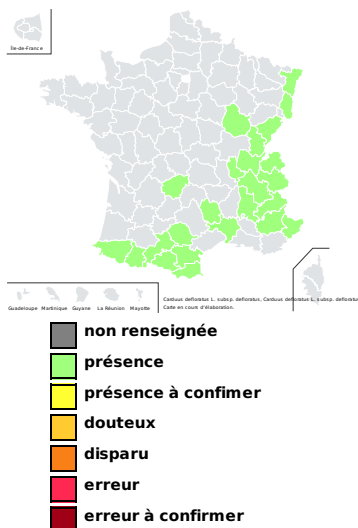 Île-de-France
Guadeloupe Martinique Guyane La Réunion Mayotte
Carduus defloratus L. subsp. defloratus, Carduus defloratus L. subsp. defloratus
Carte en cours d'élaboration.
non renseignée
présence
présence à confimer
douteux
disparu
erreur
erreur à confirmer